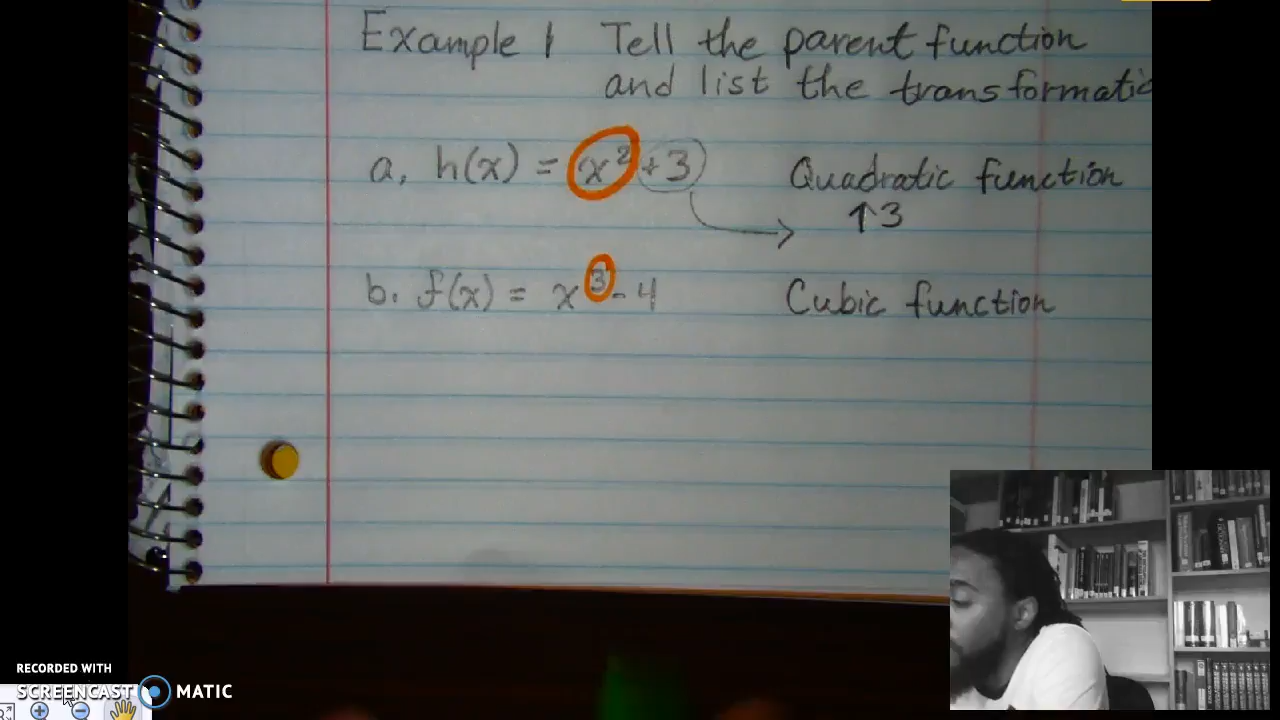 Example 1 Tell the parent function
and list the transformatio
a, h(x) = x² + 3 Quadratic function
↑3
b. f(x) = x³ - 4 Cubic function
RECORDED WITH
SCREENCAST MATIC